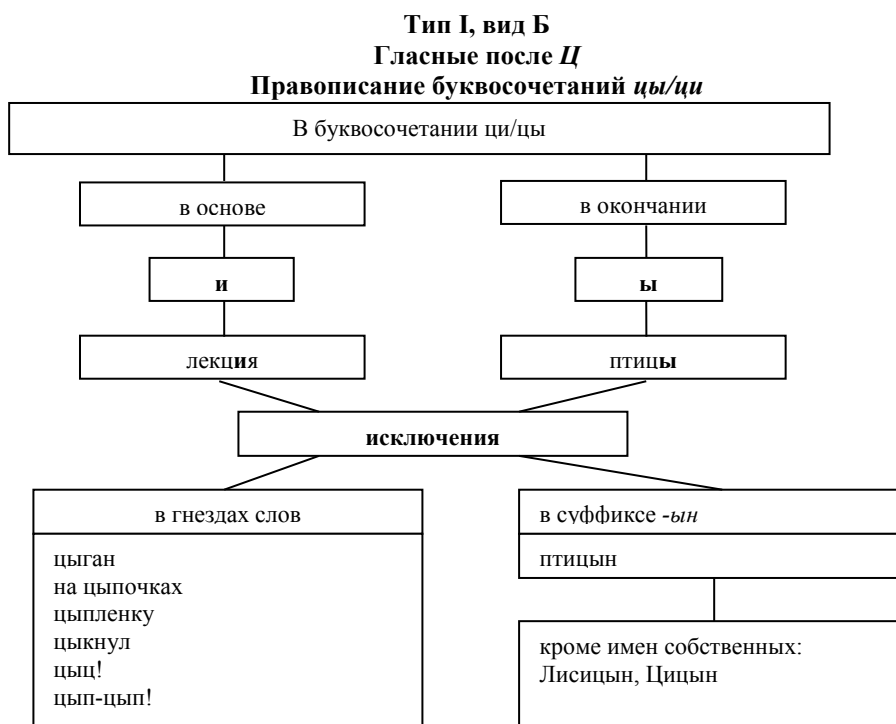 Тип I, вид Б
Гласные после Ц
Правописание буквосочетаний цы/ци
В буквосочетании ци/цы
в основе
в окончании
и
ы
лекция
птицы
исключения
в гнездах слов
цыган
на цыпочках
цыпленку
цыкнул
цыц!
цып-цып!
в суффиксе -ын
птицын
кроме имен собственных:
Лисицын, Цицын